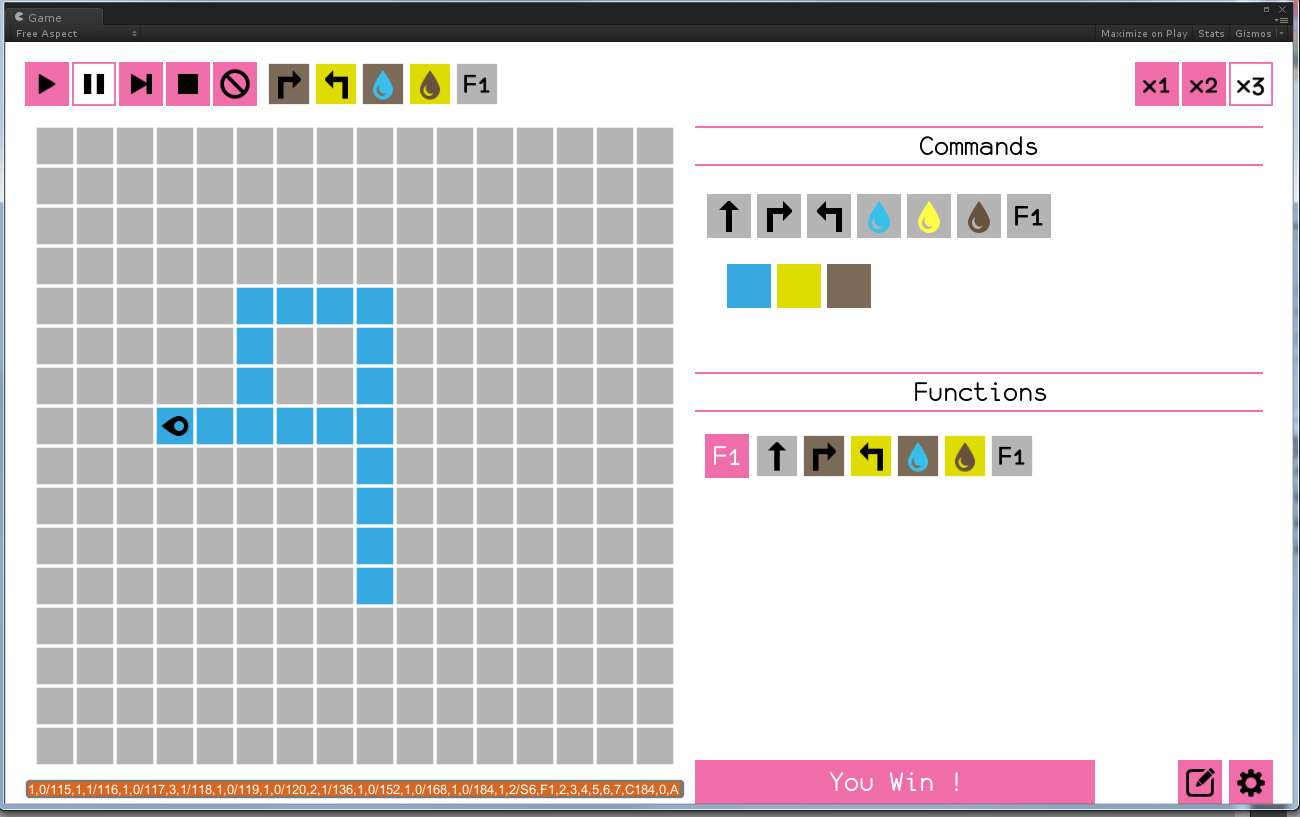 Game
Free Aspect
Maximize on Play Stats Gizmos
F1
x1 x2 x3
Commands
F1
Functions
F1 F1
You Win !
1,0/115,1,1/116,1,0/117,3,1/118,1,0/119,1,0/120,2,1/136,1,0/152,1,0/168,1,0/184,1,2/S6,F1,2,3,4,5,6,7,C184,0,A